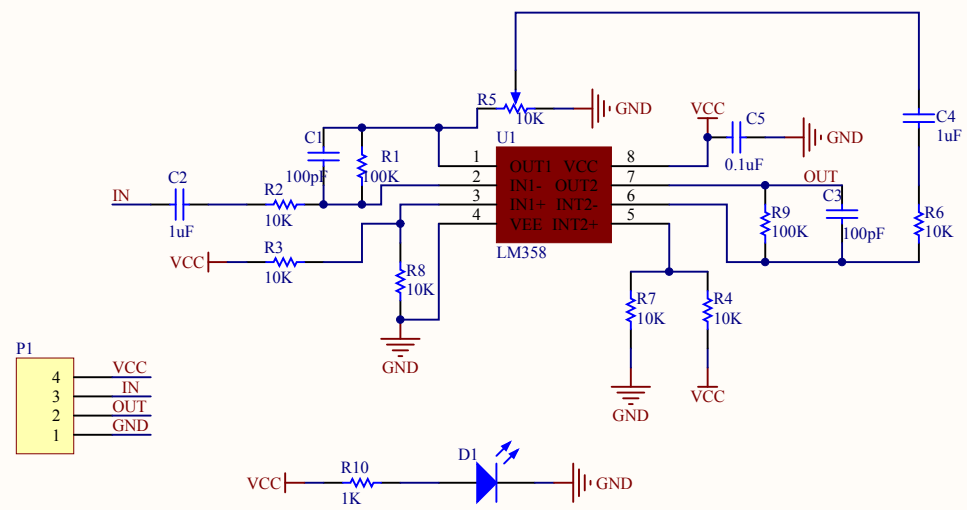 R5
10K
GND
VCC
C5
0.1uF
GND
C4
1uF
U1
C1
100pF
R1
100K
1
2
3
4
OUT1
IN1-
IN1+
VEE
VCC
OUT2
INT2-
INT2+
8
7
6
5
LM358
IN
C2
1uF
R2
10K
VCC
R3
10K
R8
10K
GND
OUT
R9
100K
C3
100pF
R6
10K
R7
10K
R4
10K
GND
VCC
P1
4 VCC
3 IN
2 OUT
1 GND
VCC
R10
1K
D1
GND